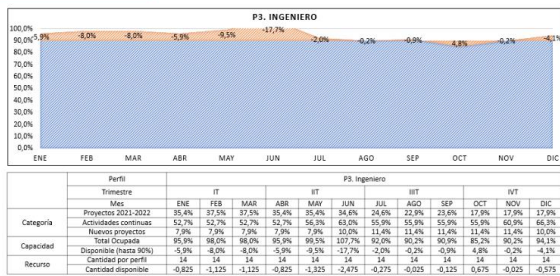 P3. INGENIERO
100,0%
90,0%
80,0%
70,0%
60,0%
50,0%
40,0%
30,0%
20,0%
10,0%
0,0%
-5,9% -8,0% -8,0% -5,9% -9,5% -17,7% -2,0% -0,2% -0,9% 4,8% -0,2% -4,1%
ENE FEB MAR ABR MAY JUN JUL AGO SEP OCT NOV DIC
Perfil P3. Ingeniero
Trimestre IT IIT IIIT IVT
Mes ENE FEB MAR ABR MAY JUN JUL AGO SEP OCT NOV DIC
Categoría
Proyectos 2021-2022 35,4% 37,5% 37,5% 35,4% 35,4% 34,6% 24,6% 22,9% 23,6% 17,9% 17,9% 17,9%
Actividades continuas 52,7% 52,7% 52,7% 52,7% 56,3% 63,0% 55,9% 55,9% 55,9% 55,9% 60,9% 66,3%
Nuevos proyectos 7,9% 7,9% 7,9% 7,9% 7,9% 10,0% 11,4% 11,4% 11,4% 11,4% 11,4% 10,0%
Capacidad
Total Ocupada 95,9% 98,0% 98,0% 95,9% 99,5% 107,7% 92,0% 90,2% 90,9% 85,2% 90,2% 94,1%
Disponible (hasta 90%) -5,9% -8,0% -8,0% -5,9% -9,5% -17,7% -2,0% -0,2% -0,9% 4,8% -0,2% -4,1%
Recurso
Cantidad por perfil 14 14 14 14 14 14 14 14 14 14 14 14
Cantidad disponible -0,825 -1,125 -1,125 -0,825 -1,325 -2,475 -0,275 -0,025 -0,125 0,675 -0,025 -0,575